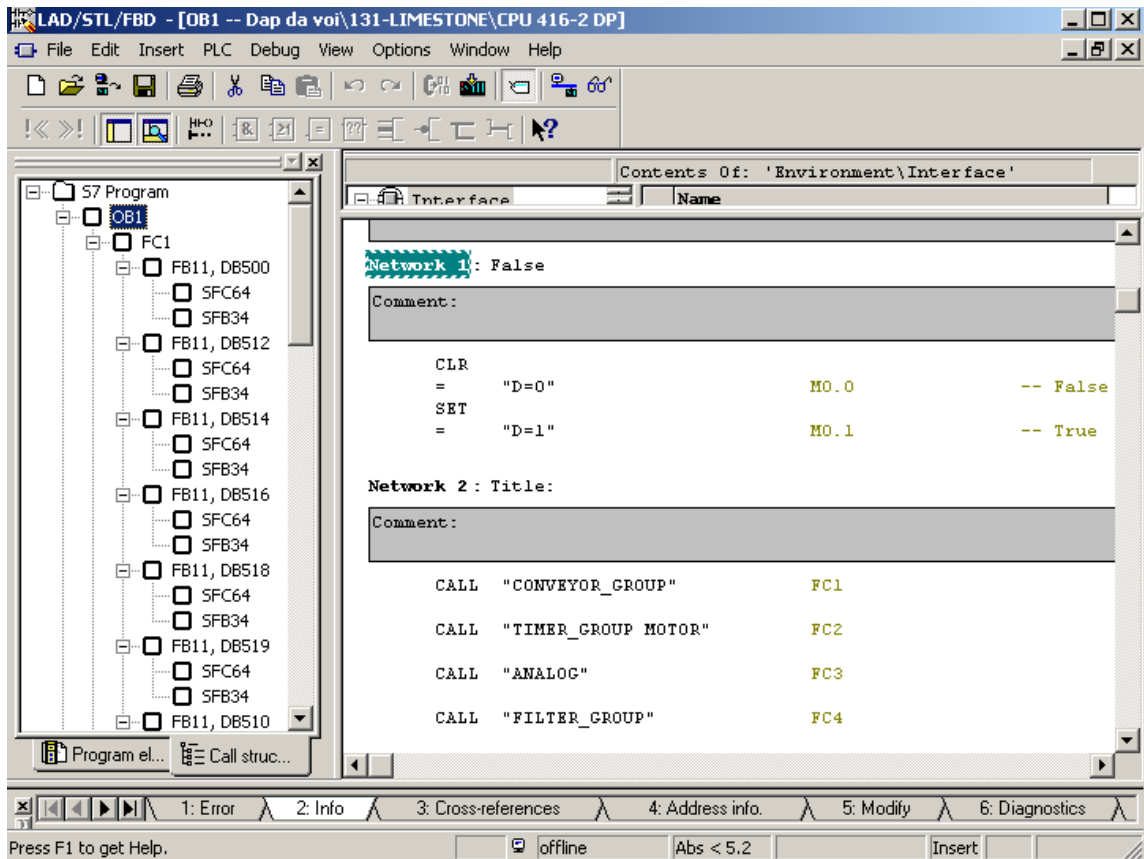 LAD/STL/FBD - [OB1 -- Dap da voi\131-LIMESTONE\CPU 416-2 DP]
File Edit Insert PLC Debug View Options Window Help
Contents Of: 'Environment\Interface'
Interface
Name
S7 Program
OB1
FC1
FB11, DB500
SFC64
SFB34
FB11, DB512
SFC64
SFB34
FB11, DB514
SFC64
SFB34
FB11, DB516
SFC64
SFB34
FB11, DB518
SFC64
SFB34
FB11, DB519
SFC64
SFB34
FB11, DB510
Program el...
Call struc...
Network 1: False
Comment:
CLR
= "D=0" M0.0 -- False
SET
= "D=1" M0.1 -- True
Network 2 : Title:
Comment:
CALL "CONVEYOR_GROUP" FC1
CALL "TIMER_GROUP MOTOR" FC2
CALL "ANALOG" FC3
CALL "FILTER_GROUP" FC4
1: Error 2: Info 3: Cross-references 4: Address info. 5: Modify 6: Diagnostics
Press F1 to get Help. offline Abs < 5.2 Insert